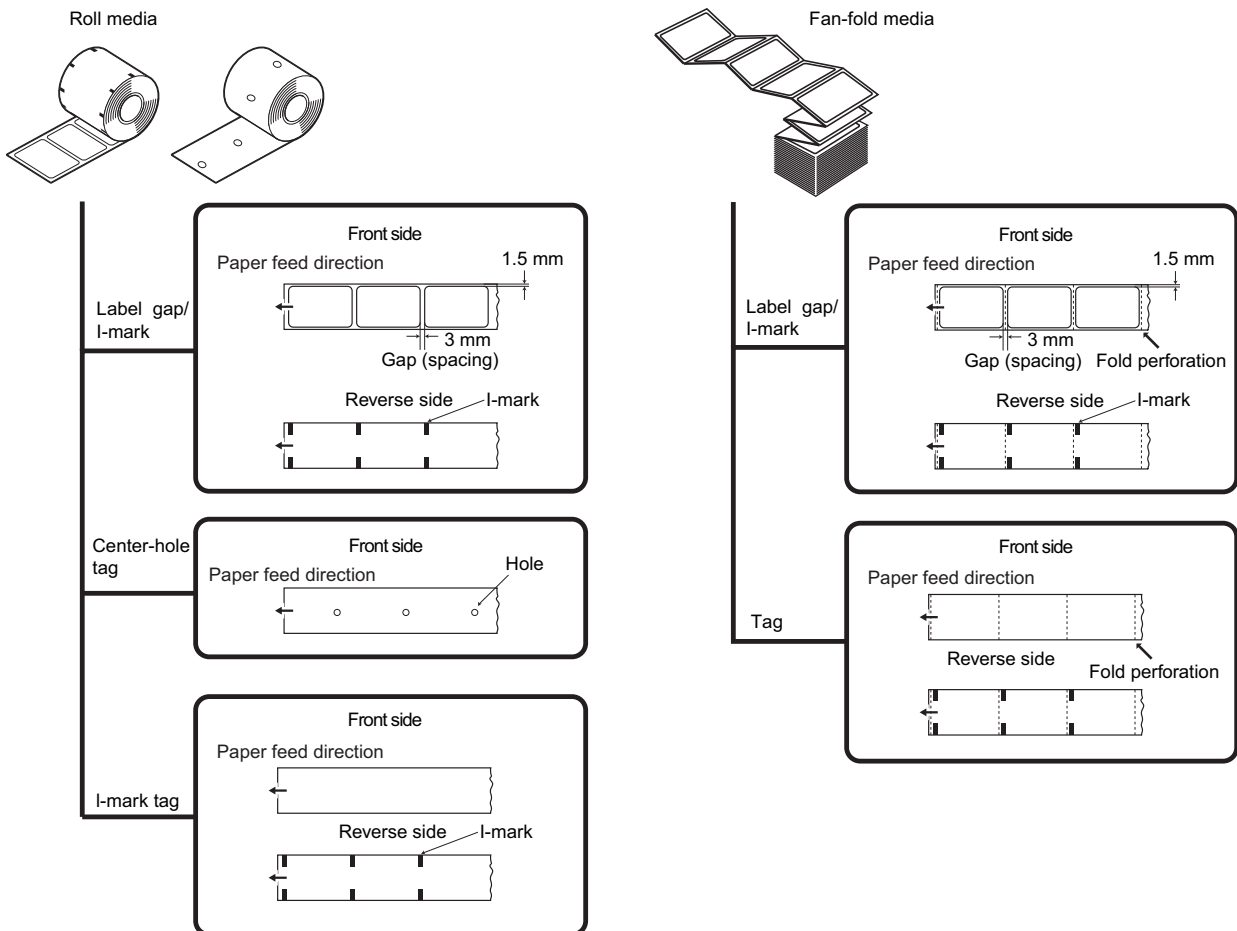 Roll media
Label gap/
I-mark
Front side
Paper feed direction
1.5 mm
3 mm
Gap (spacing)
Reverse side
I-mark
Center-hole
tag
Front side
Paper feed direction
Hole
I-mark tag
Front side
Paper feed direction
Reverse side
I-mark
Fan-fold media
Label gap/
I-mark
Front side
Paper feed direction
1.5 mm
3 mm
Gap (spacing)
Fold perforation
Reverse side
I-mark
Tag
Front side
Paper feed direction
Reverse side
Fold perforation